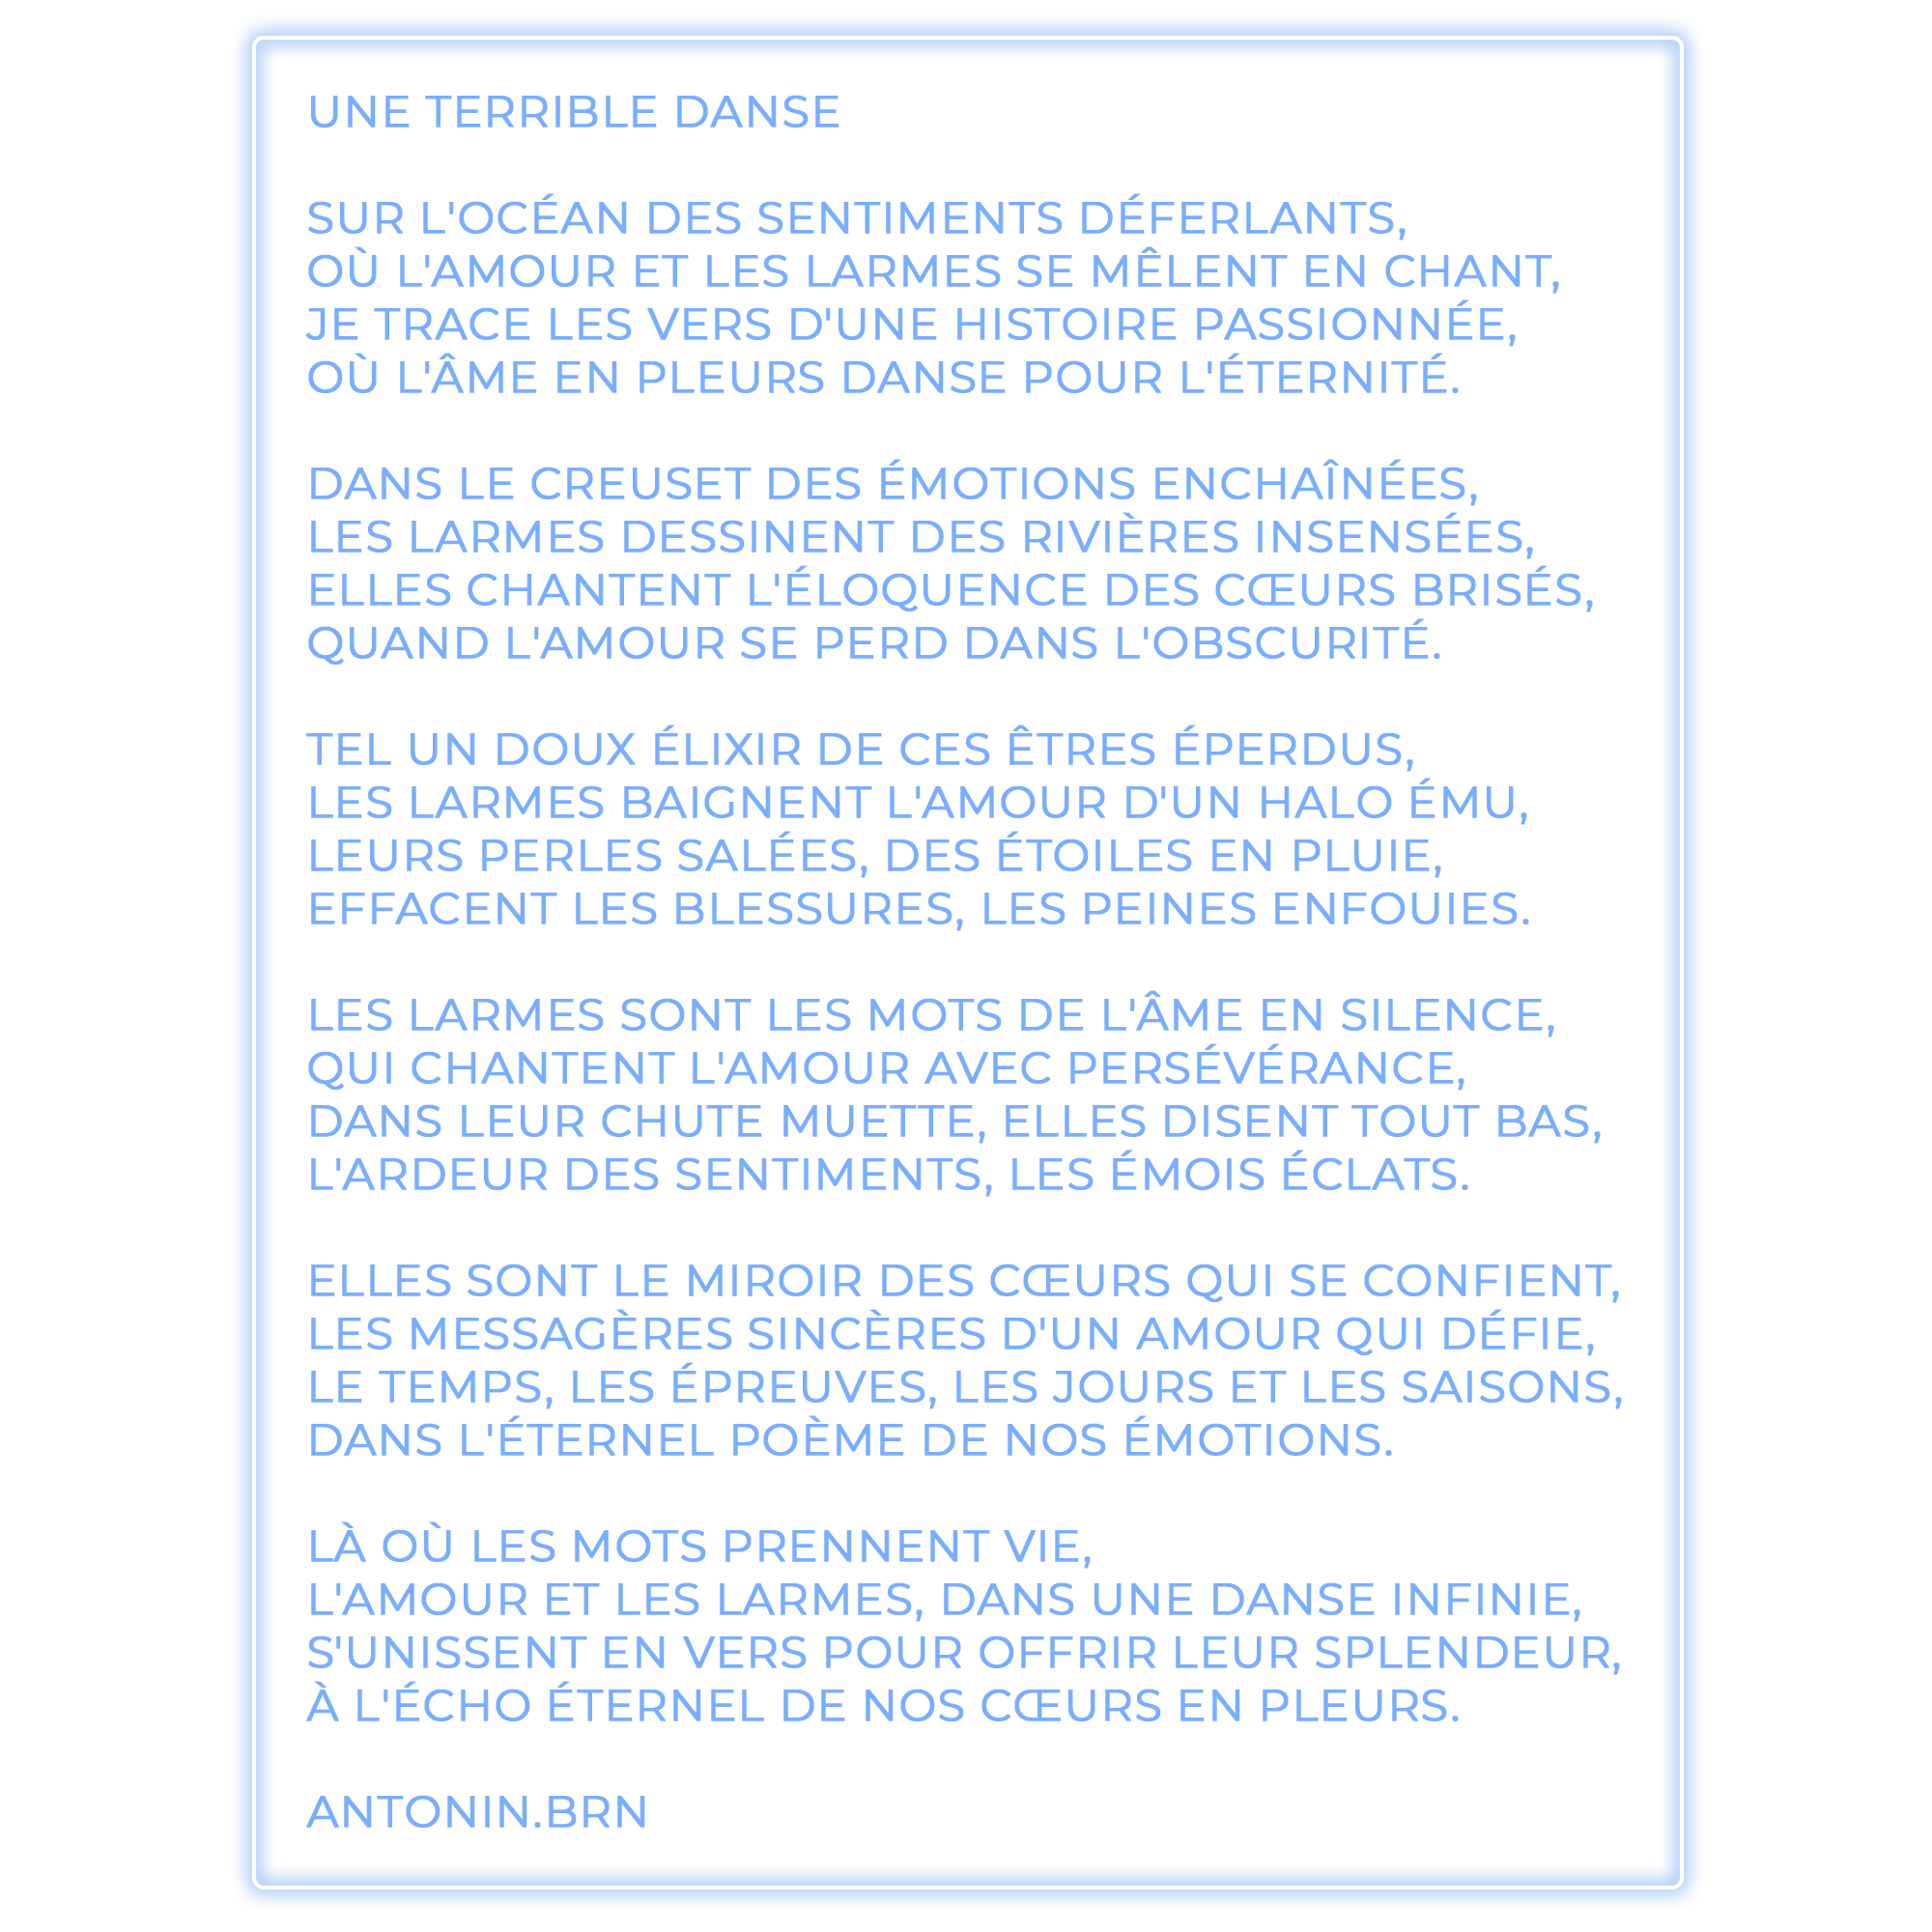 UNE TERRIBLE DANSE

SUR L'OCÉAN DES SENTIMENTS DÉFERLANTS,
OÙ L'AMOUR ET LES LARMES SE MÊLENT EN CHANT,
JE TRACE LES VERS D'UNE HISTOIRE PASSIONNÉE,
OÙ L'ÂME EN PLEURS DANSE POUR L'ÉTERNITÉ.

DANS LE CREUSET DES ÉMOTIONS ENCHAÎNÉES,
LES LARMES DESSINENT DES RIVIÈRES INSENSÉES,
ELLES CHANTENT L'ÉLOQUENCE DES CŒURS BRISÉS,
QUAND L'AMOUR SE PERD DANS L'OBSCURITÉ.

TEL UN DOUX ÉLIXIR DE CES ÊTRES ÉPERDUS,
LES LARMES BAIGNENT L'AMOUR D'UN HALO ÉMU,
LEURS PERLES SALÉES, DES ÉTOILES EN PLUIE,
EFFACENT LES BLESSURES, LES PEINES ENFOUIES.

LES LARMES SONT LES MOTS DE L'ÂME EN SILENCE,
QUI CHANTENT L'AMOUR AVEC PERSÉVÉRANCE,
DANS LEUR CHUTE MUETTE, ELLES DISENT TOUT BAS,
L'ARDEUR DES SENTIMENTS, LES ÉMOIS ÉCLATS.

ELLES SONT LE MIROIR DES CŒURS QUI SE CONFIENT,
LES MESSAGÈRES SINCÈRES D'UN AMOUR QUI DÉFIE,
LE TEMPS, LES ÉPREUVES, LES JOURS ET LES SAISONS,
DANS L'ÉTERNEL POÈME DE NOS ÉMOTIONS.

LÀ OÙ LES MOTS PRENNENT VIE,
L'AMOUR ET LES LARMES, DANS UNE DANSE INFINIE,
S'UNISSENT EN VERS POUR OFFRIR LEUR SPLENDEUR,
À L'ÉCHO ÉTERNEL DE NOS CŒURS EN PLEURS.

ANTONIN.BRN